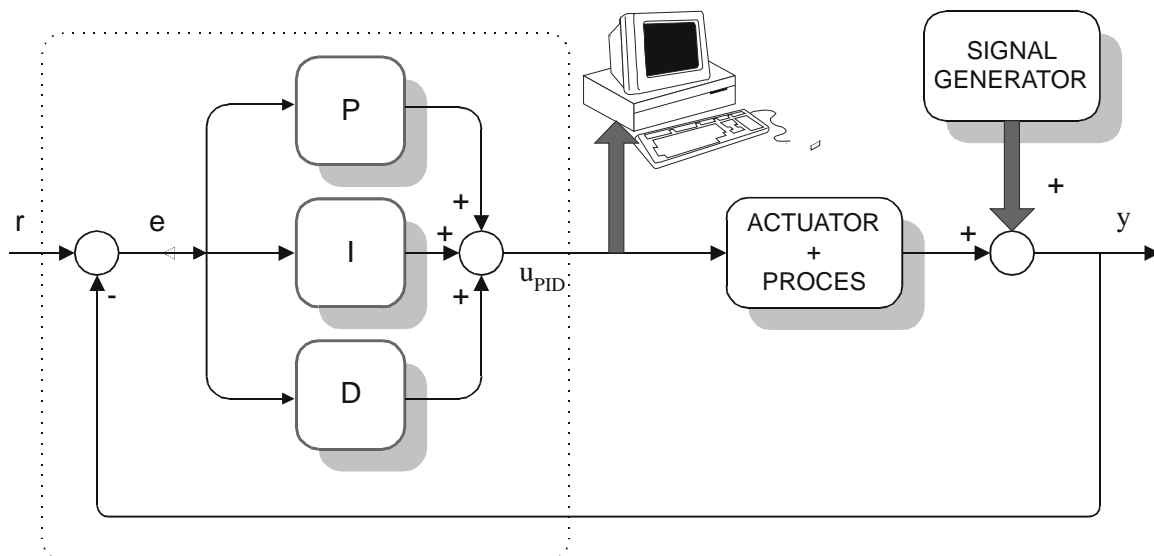 SIGNAL
GENERATOR
P
r
e
+
+
y
I
+
+
ACTUATOR
+
PROCES
u_PID
-
+
D